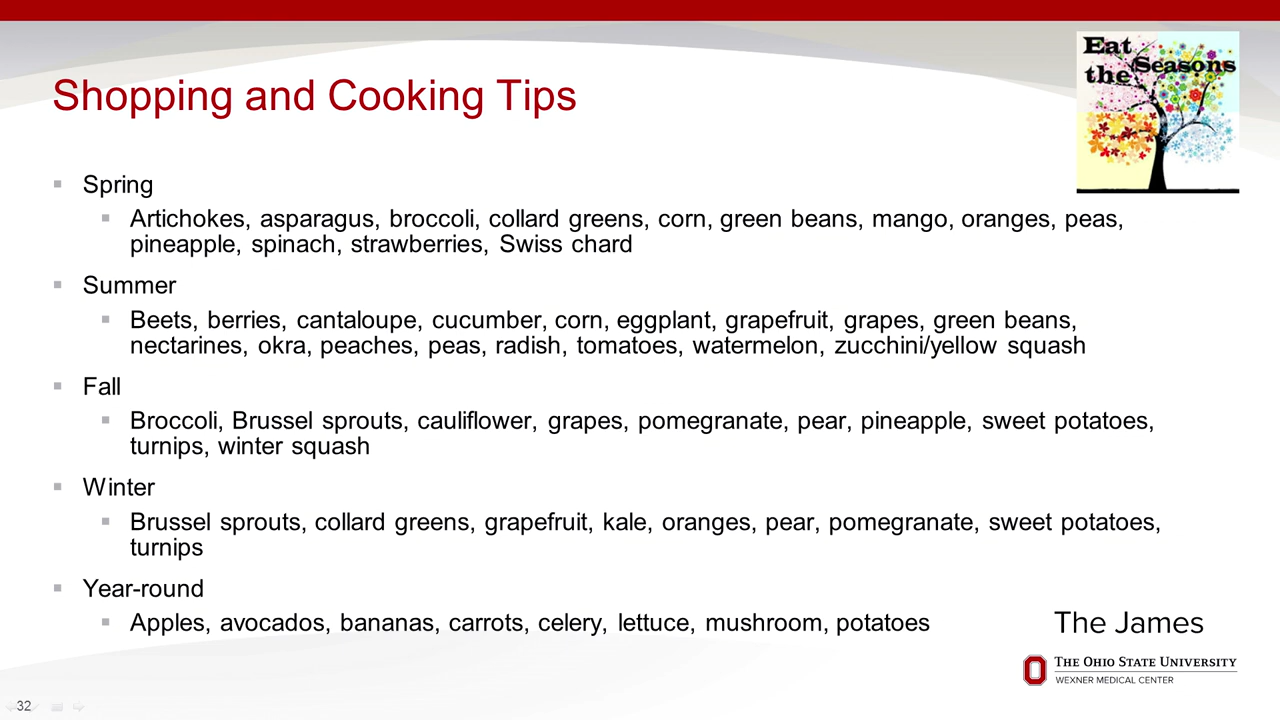 Eat
the Seasons
Shopping and Cooking Tips
Spring
Artichokes, asparagus, broccoli, collard greens, corn, green beans, mango, oranges, peas,
pineapple, spinach, strawberries, Swiss chard
Summer
Beets, berries, cantaloupe, cucumber, corn, eggplant, grapefruit, grapes, green beans,
nectarines, okra, peaches, peas, radish, tomatoes, watermelon, zucchini/yellow squash
Fall
Broccoli, Brussel sprouts, cauliflower, grapes, pomegranate, pear, pineapple, sweet potatoes,
turnips, winter squash
Winter
Brussel sprouts, collard greens, grapefruit, kale, oranges, pear, pomegranate, sweet potatoes,
turnips
Year-round
Apples, avocados, bananas, carrots, celery, lettuce, mushroom, potatoes
The James
THE OHIO STATE UNIVERSITY
WEXNER MEDICAL CENTER
32